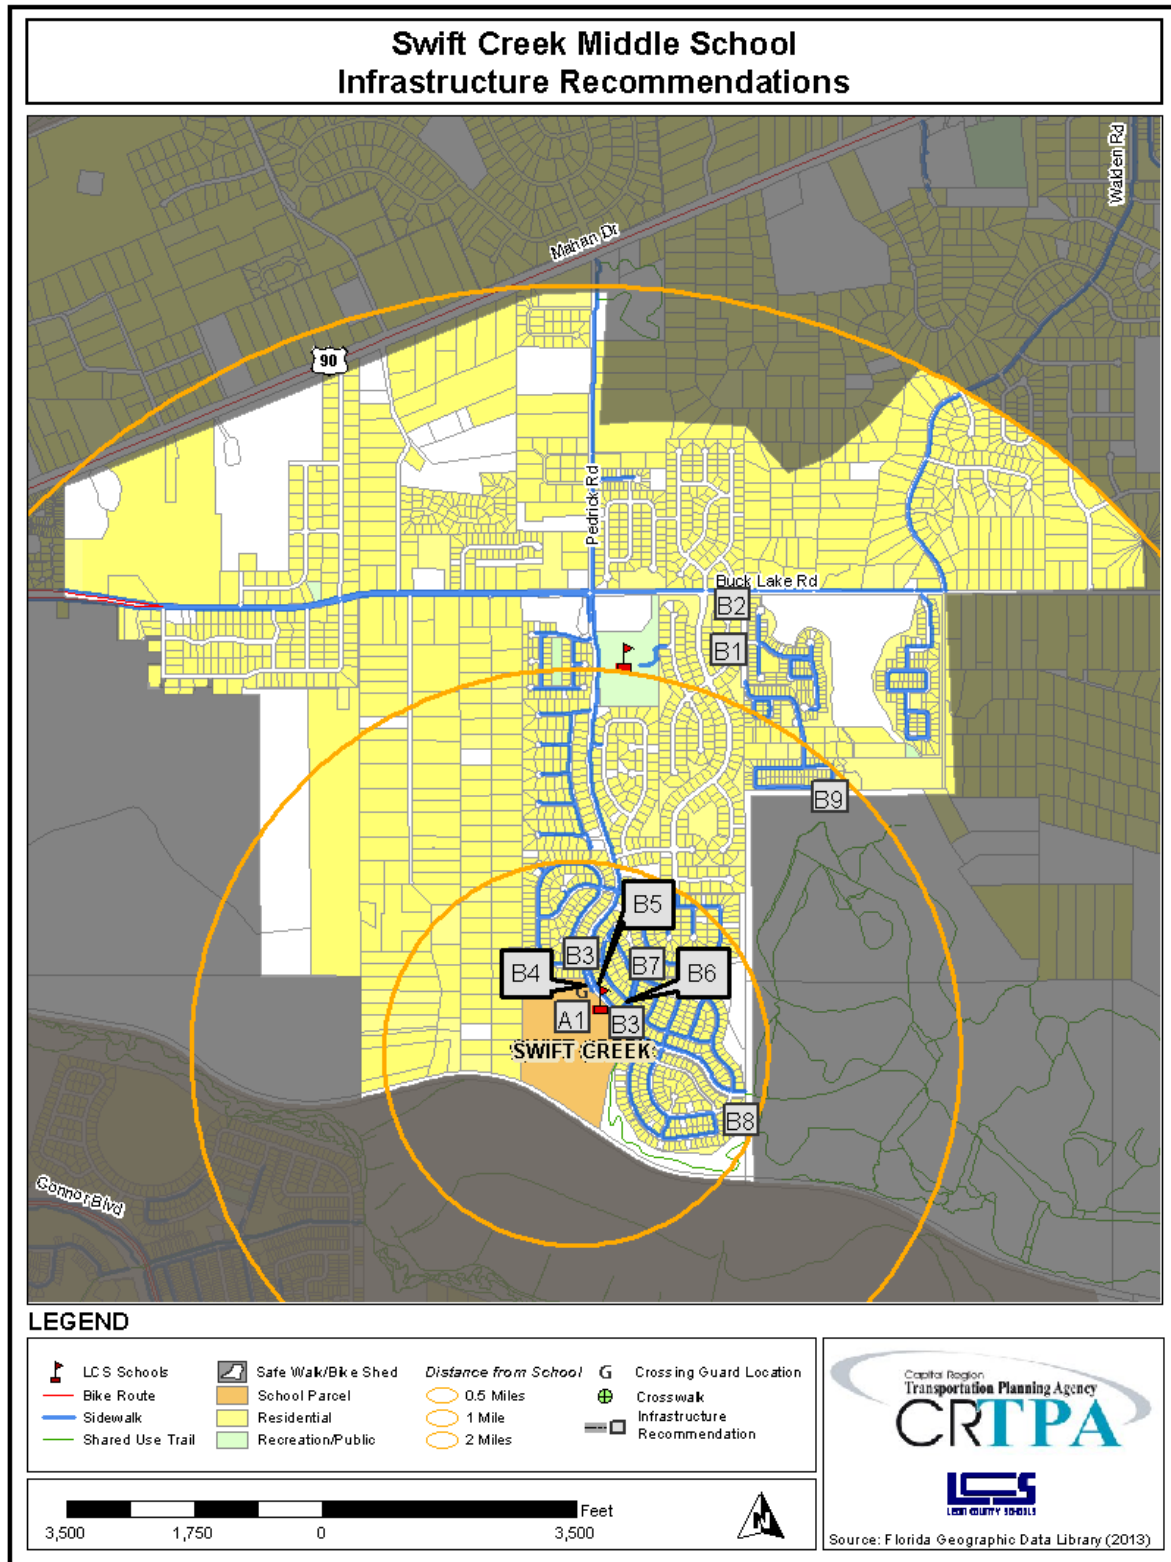 Swift Creek Middle School
Infrastructure Recommendations
Walden Rd
Mahan Dr
90
Pedrick Rd
Buck Lake Rd
B2
B1
B9
B5
B3
B7
B4
B6
G
A1
B3
SWIFT CREEK
B8
Connor Blvd
LEGEND
LCS Schools
Bike Route
Sidewalk
Shared Use Trail
Safe Walk/Bike Shed
School Parcel
Residential
Recreation/Public
Distance from School
0.5 Miles
1 Mile
2 Miles
G Crossing Guard Location
Crosswalk
Infrastructure
Recommendation
Feet
3,500 1,750 0 3,500
Capital Region
Transportation Planning Agency
CRTPA
LCS
LEON COUNTY SCHOOLS
Source: Florida Geographic Data Library (2013)